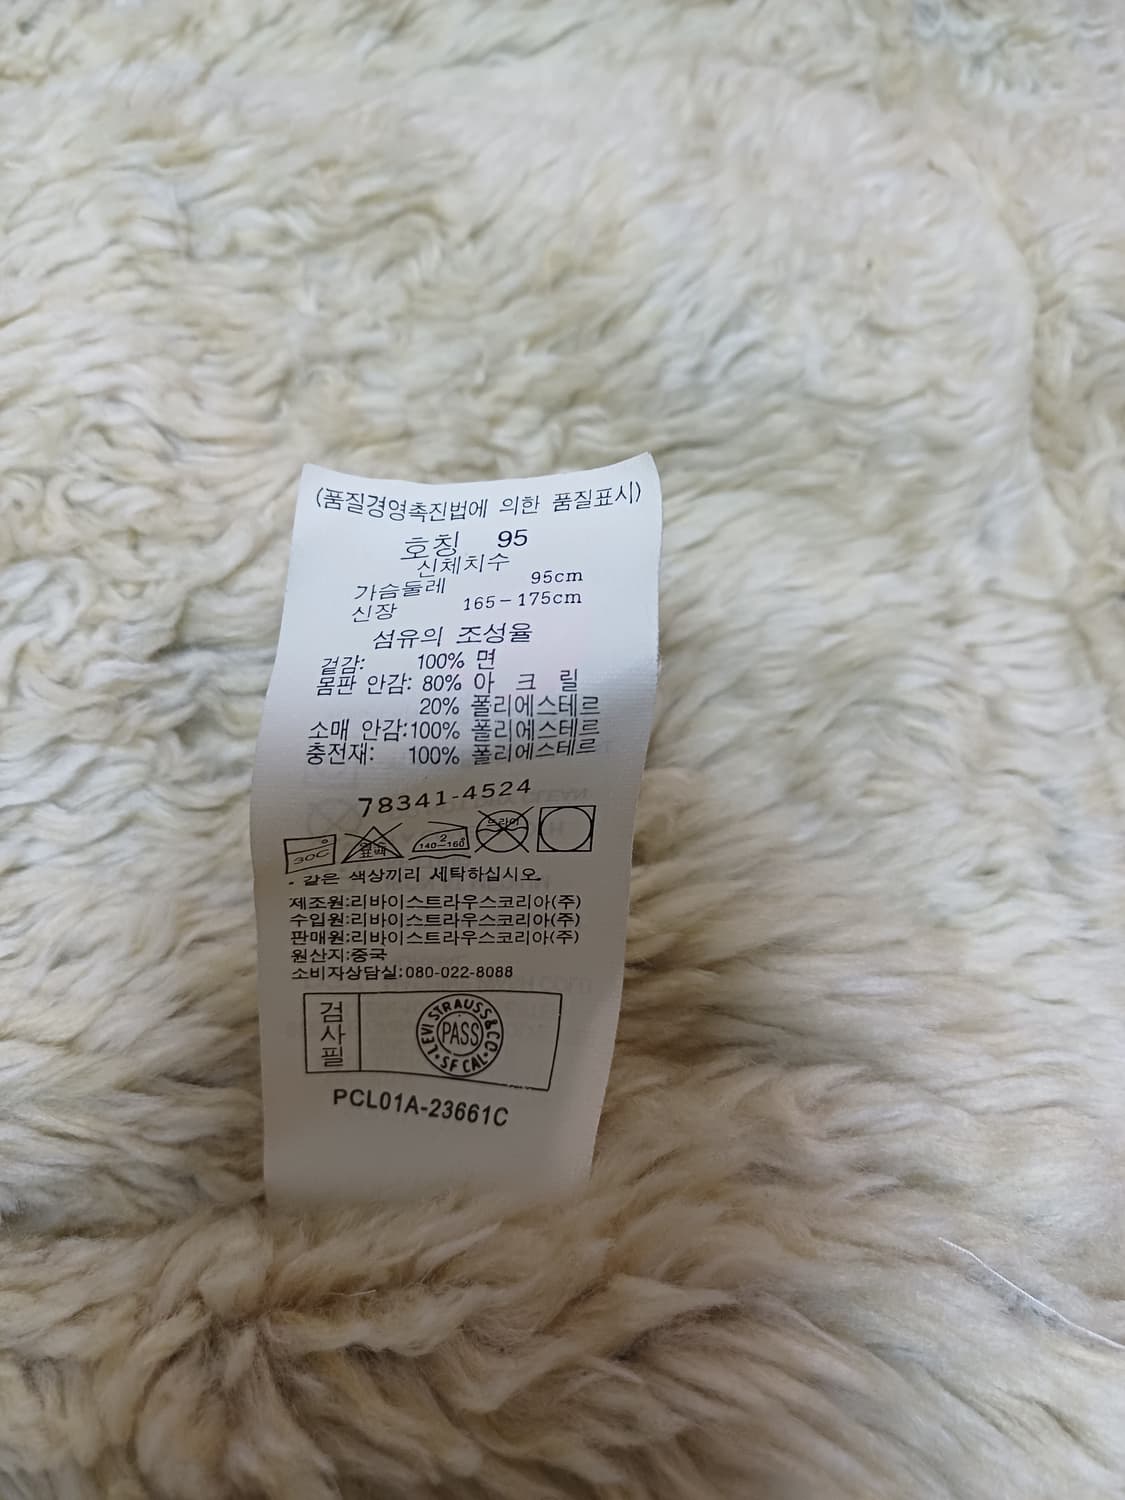 (품질경영촉진법에 의한 품질표시)
호칭 95
신체치수
가슴둘레 95cm
신장 165-175cm
섬유의 조성율
겉감: 100% 면
몸판 안감: 80% 아 크 릴
20% 폴리에스테르
소매 안감:100% 폴리에스테르
충전재: 100% 폴리에스테르
78341-4524
30C 염소표백 2 140-160° 드라이
- 같은 색상끼리 세탁하십시오.
제조원:리바이스트라우스코리아(주)
수입원:리바이스트라우스코리아(주)
판매원:리바이스트라우스코리아(주)
원산지:중국
소비자상담실:080-022-8088
검사필
LEVI STRAUSS & CO. SF CAL PASS
PCL01A-23661C